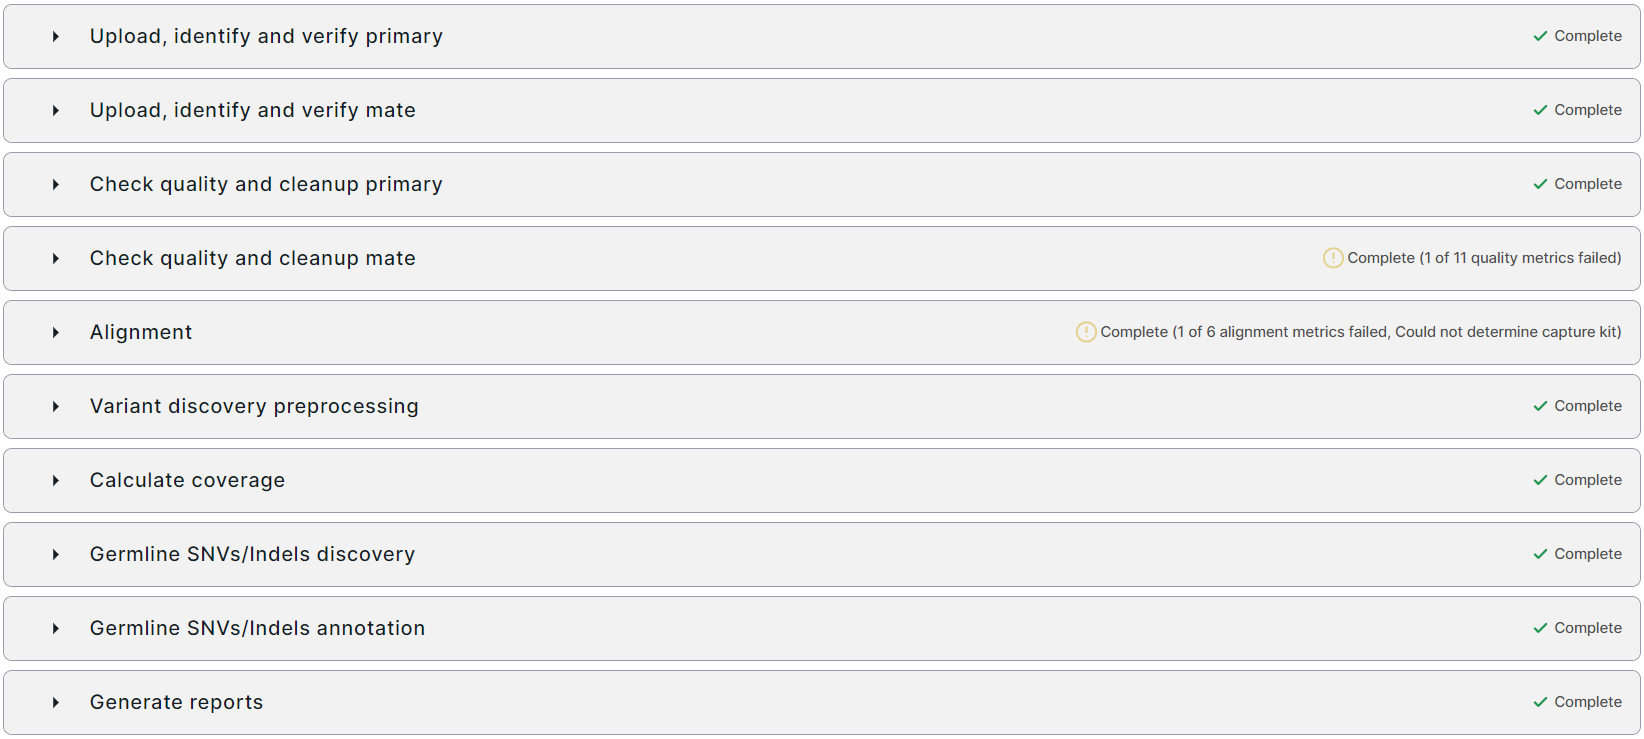 Upload, identify and verify primary
Complete
Upload, identify and verify mate
Complete
Check quality and cleanup primary
Complete
Check quality and cleanup mate
Complete (1 of 11 quality metrics failed)
Alignment
Complete (1 of 6 alignment metrics failed, Could not determine capture kit)
Variant discovery preprocessing
Complete
Calculate coverage
Complete
Germline SNVs/Indels discovery
Complete
Germline SNVs/Indels annotation
Complete
Generate reports
Complete